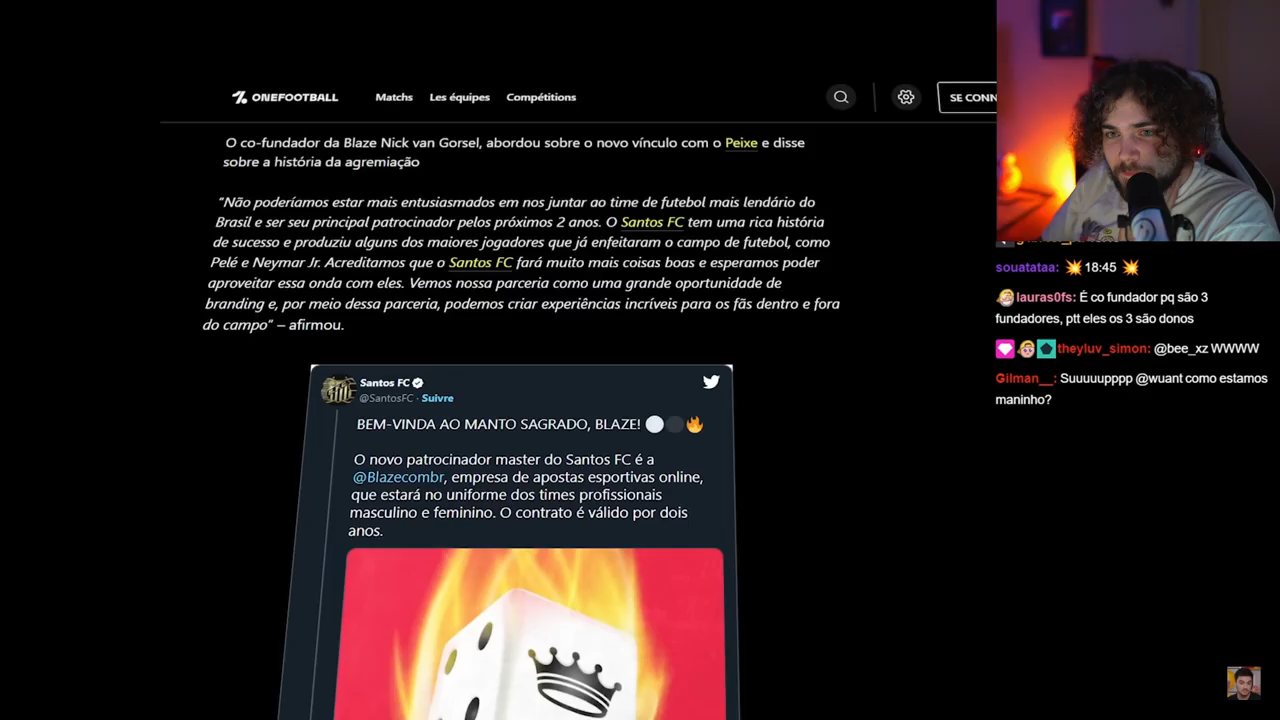 ONEFOOTBALL Matchs Les équipes Compétitions SE CONN
O co-fundador da Blaze Nick van Gorsel, abordou sobre o novo vínculo com o Peixe e disse
sobre a história da agremiação
"Não poderíamos estar mais entusiasmados em nos juntar ao time de futebol mais lendário do
Brasil e ser seu principal patrocinador pelos próximos 2 anos. O Santos FC tem uma rica história
de sucesso e produziu alguns dos maiores jogadores que já enfeitaram o campo de futebol, como
Pelé e Neymar Jr. Acreditamos que o Santos FC fará muito mais coisas boas e esperamos poder
aproveitar essa onda com eles. Vemos nossa parceria como uma grande oportunidade de
branding e, por meio dessa parceria, podemos criar experiências incríveis para os fãs dentro e fora
do campo" – afirmou.
Santos FC
@SantosFC · Suivre
BEM-VINDA AO MANTO SAGRADO, BLAZE! ⚪⚫🔥
O novo patrocinador master do Santos FC é a
@Blazecombr, empresa de apostas esportivas online,
que estará no uniforme dos times profissionais
masculino e feminino. O contrato é válido por dois
anos.
souatataa: 💥 18:45 💥
lauras0fs: É co fundador pq são 3
fundadores, ptt eles os 3 são donos
theyluv_simon: @bee_xz WWWW
Gilman__: Suuuuupppp @wuant como estamos
maninho?